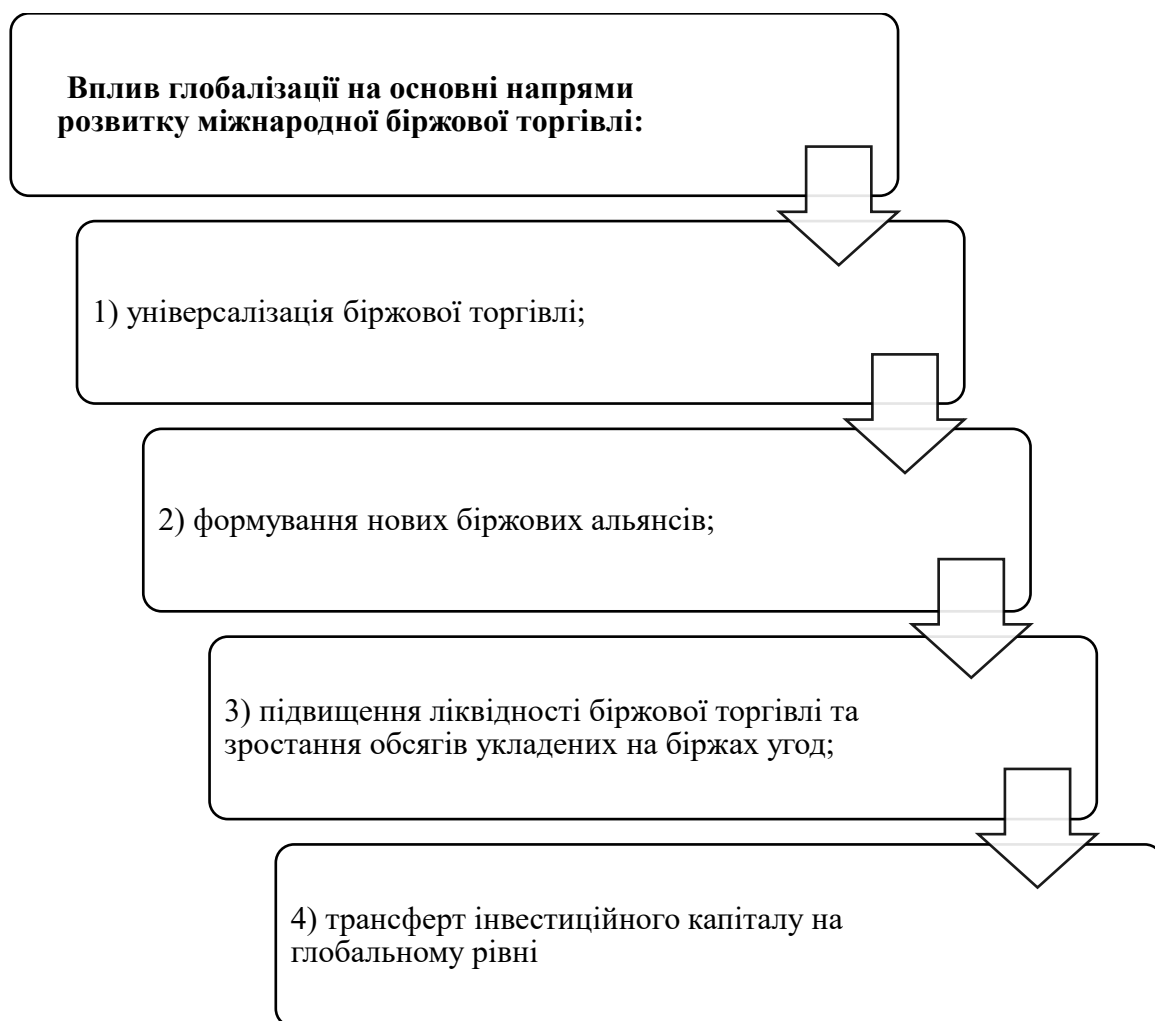 Вплив глобалізації на основні напрями
розвитку міжнародної біржової торгівлі:
1) універсалізація біржової торгівлі;
2) формування нових біржових альянсів;
3) підвищення ліквідності біржової торгівлі та
зростання обсягів укладених на біржах угод;
4) трансферт інвестиційного капіталу на
глобальному рівні